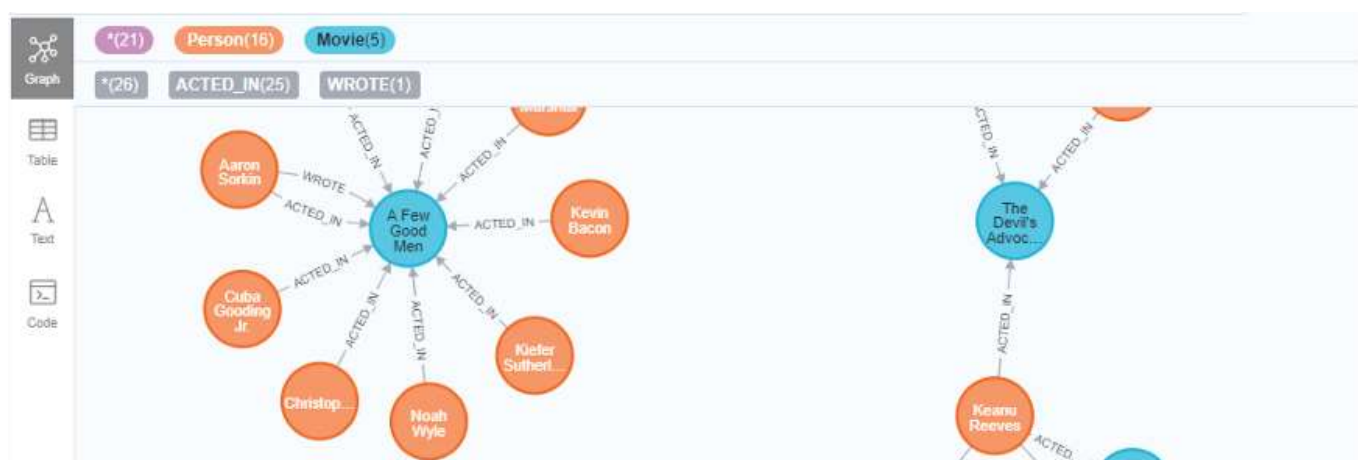 *(21) Person(16) Movie(5)
Graph
*(26) ACTED_IN(25) WROTE(1)
Table
Text
Code
ACTED_IN
ACTED_IN
ACTED_IN
Aaron
Sorkin
WROTE
ACTED_IN
A Few
Good
Men
ACTED_IN
Kevin
Bacon
ACTED_IN
Cuba
Gooding
Jr.
ACTED_IN
ACTED_IN
ACTED_IN
Kiefer
Sutherl...
Christop...
Noah
Wyle
ACTED_IN
ACTED_IN
The
Devil's
Advoc...
ACTED_IN
Keanu
Reeves
ACTED_